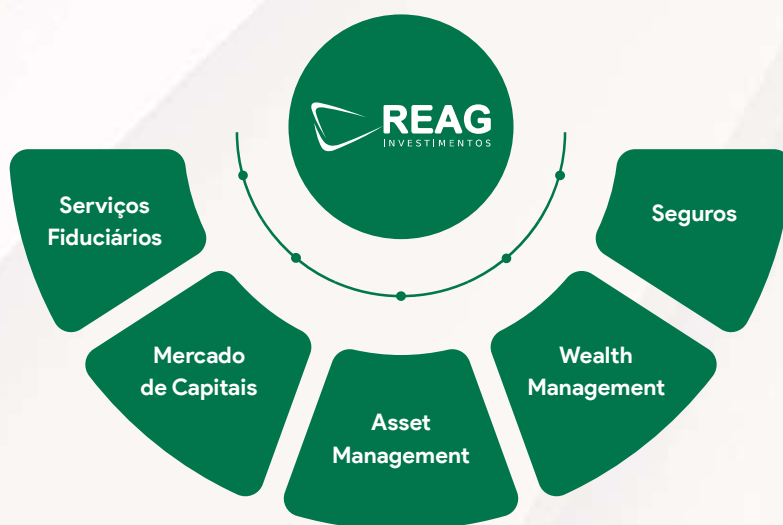 REAG
INVESTIMENTOS
Serviços
Fiduciários
Mercado
de Capitais
Asset
Management
Wealth
Management
Seguros